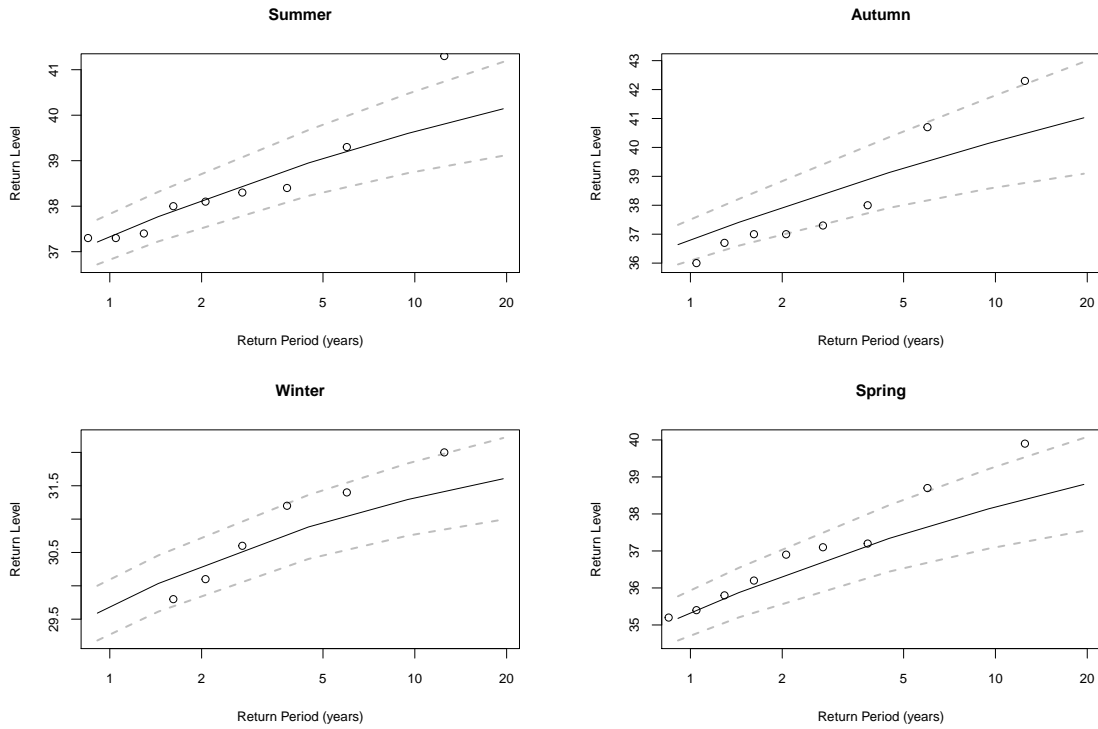 Summer
41
40
39
38
37
Return Level
1 2 5 10 20
Return Period (years)
Autumn
43
42
41
40
39
38
37
36
Return Level
1 2 5 10 20
Return Period (years)
Winter
31.5
30.5
29.5
Return Level
1 2 5 10 20
Return Period (years)
Spring
40
39
38
37
36
35
Return Level
1 2 5 10 20
Return Period (years)